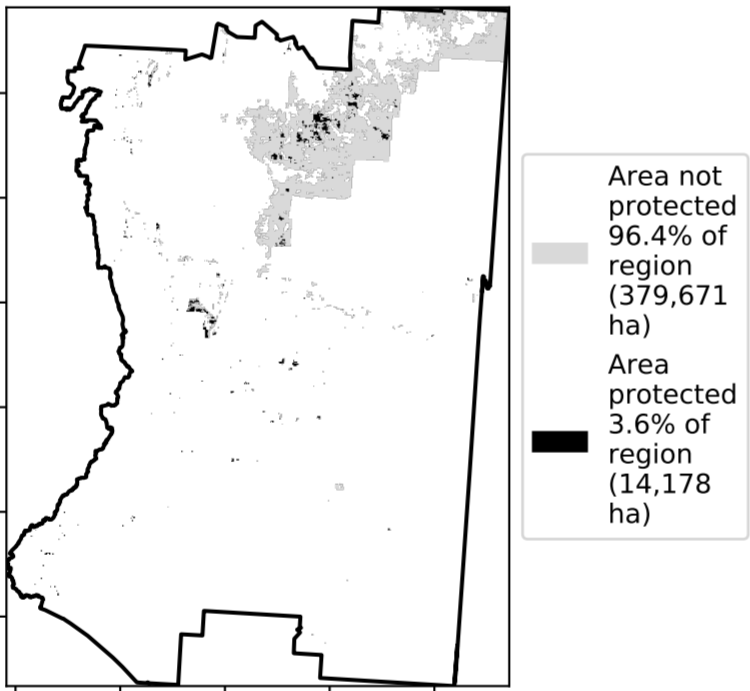 Area not
protected
96.4% of
region
(379,671
ha)
Area
protected
3.6% of
region
(14,178
ha)